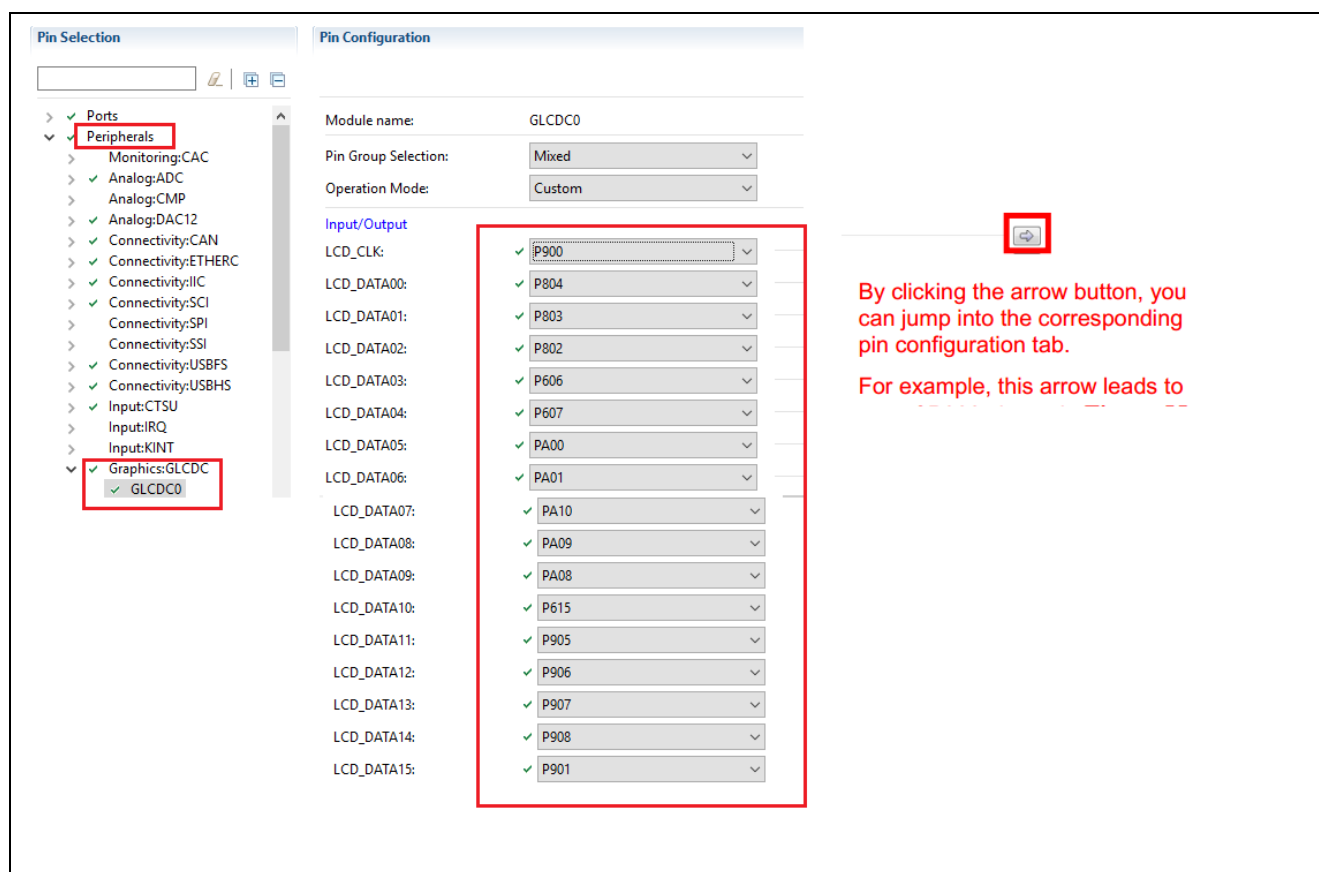 Pin Selection
Ports
Peripherals
Monitoring:CAC
Analog:ADC
Analog:CMP
Analog:DAC12
Connectivity:CAN
Connectivity:ETHERC
Connectivity:IIC
Connectivity:SCI
Connectivity:SPI
Connectivity:SSI
Connectivity:USBFS
Connectivity:USBHS
Input:CTSU
Input:IRQ
Input:KINT
Graphics:GLCDC
GLCDC0
Pin Configuration
Module name: GLCDC0
Pin Group Selection: Mixed
Operation Mode: Custom
Input/Output
LCD_CLK: P900
LCD_DATA00: P804
LCD_DATA01: P803
LCD_DATA02: P802
LCD_DATA03: P606
LCD_DATA04: P607
LCD_DATA05: PA00
LCD_DATA06: PA01
LCD_DATA07: PA10
LCD_DATA08: PA09
LCD_DATA09: PA08
LCD_DATA10: P615
LCD_DATA11: P905
LCD_DATA12: P906
LCD_DATA13: P907
LCD_DATA14: P908
LCD_DATA15: P901
By clicking the arrow button, you
can jump into the corresponding
pin configuration tab.
For example, this arrow leads to